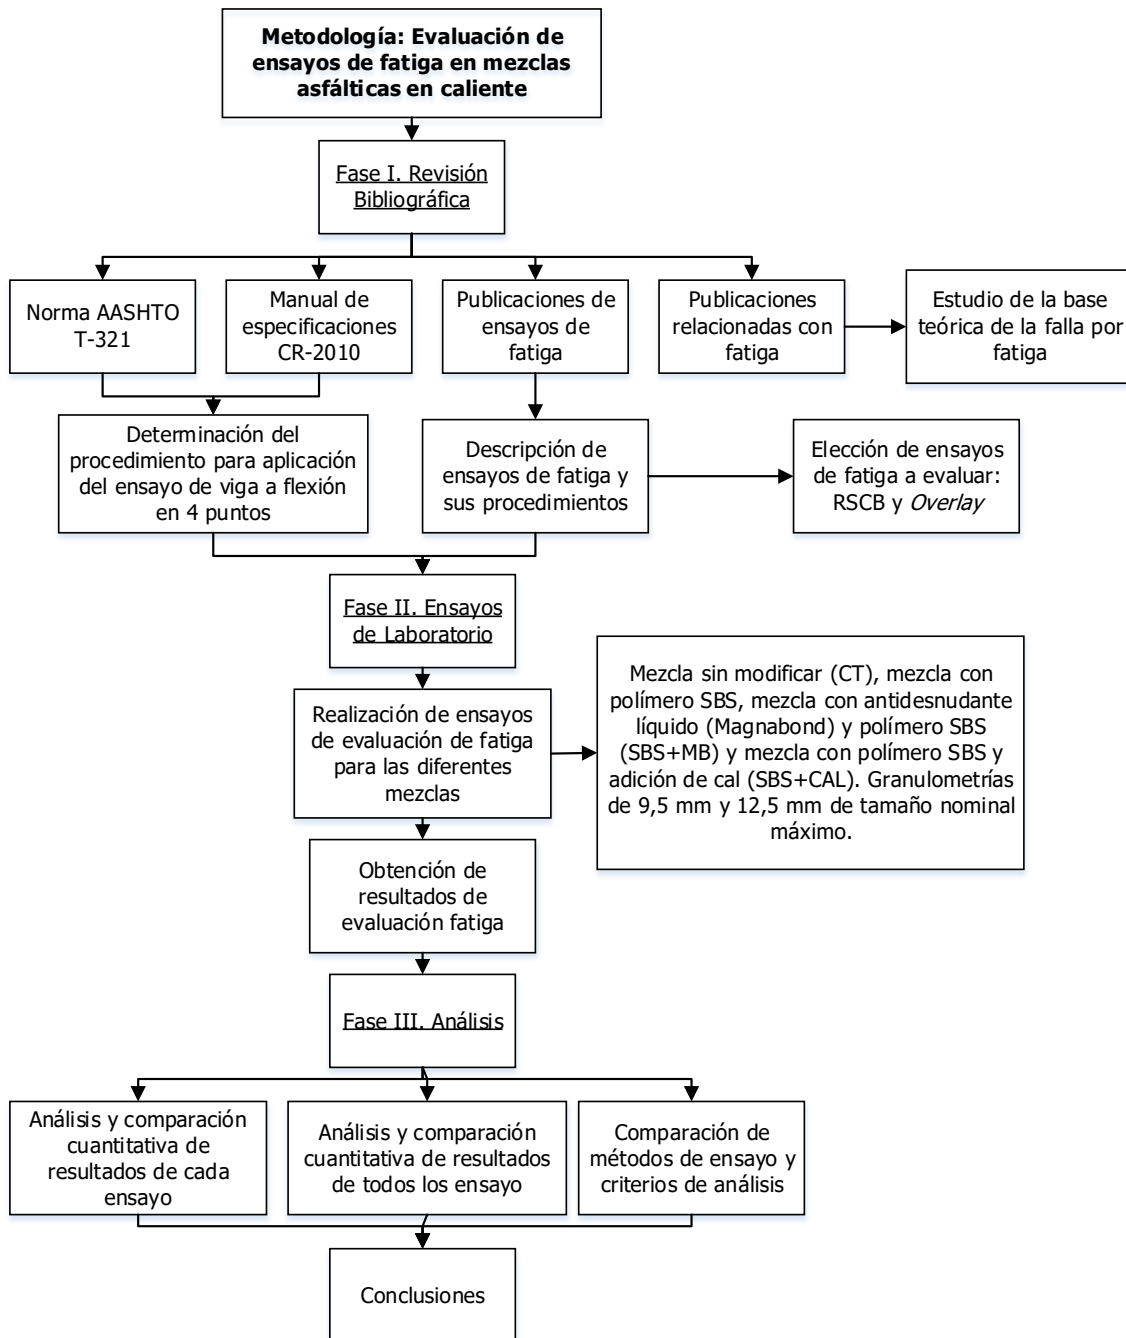 Metodología: Evaluación de
ensayos de fatiga en mezclas
asfálticas en caliente
Fase I. Revisión
Bibliográfica
Norma AASHTO
T-321
Manual de
especificaciones
CR-2010
Publicaciones de
ensayos de
fatiga
Publicaciones
relacionadas con
fatiga
Estudio de la base
teórica de la falla por
fatiga
Determinación del
procedimiento para aplicación
del ensayo de viga a flexión
en 4 puntos
Descripción de
ensayos de fatiga y
sus procedimientos
Elección de ensayos
de fatiga a evaluar:
RSCB y Overlay
Fase II. Ensayos
de Laboratorio
Realización de ensayos
de evaluación de fatiga
para las diferentes
mezclas
Mezcla sin modificar (CT), mezcla con
polímero SBS, mezcla con antidesnudante
líquido (Magnabond) y polímero SBS
(SBS+MB) y mezcla con polímero SBS y
adición de cal (SBS+CAL). Granulometrías
de 9,5 mm y 12,5 mm de tamaño nominal
máximo.
Obtención de
resultados de
evaluación fatiga
Fase III. Análisis
Análisis y comparación
cuantitativa de
resultados de cada
ensayo
Análisis y comparación
cuantitativa de resultados
de todos los ensayo
Comparación de
métodos de ensayo y
criterios de análisis
Conclusiones